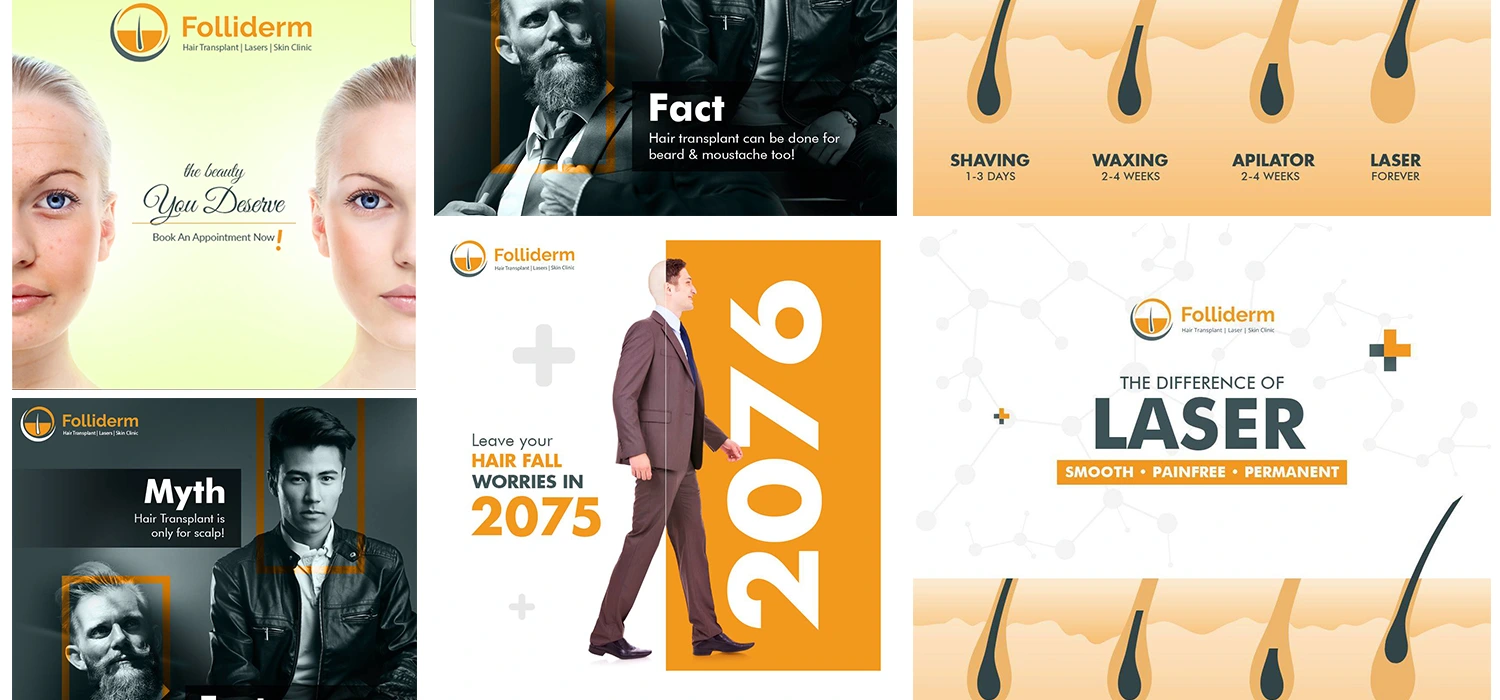 Folliderm
Hair Transplant | Lasers | Skin Clinic
the beauty
You Deserve
Book An Appointment Now!
Folliderm
Hair Transplant | Lasers | Skin Clinic
Myth
Hair Transplant is
only for scalp!
Fact
Fact
Hair transplant can be done for
beard & moustache too!
Folliderm
Hair Transplant | Lasers | Skin Clinic
Leave your
HAIR FALL
WORRIES IN
2075
2076
SHAVING
1-3 DAYS
WAXING
2-4 WEEKS
APILATOR
2-4 WEEKS
LASER
FOREVER
Folliderm
Hair Transplant | Laser | Skin Clinic
THE DIFFERENCE OF
LASER
SMOOTH • PAINFREE • PERMANENT